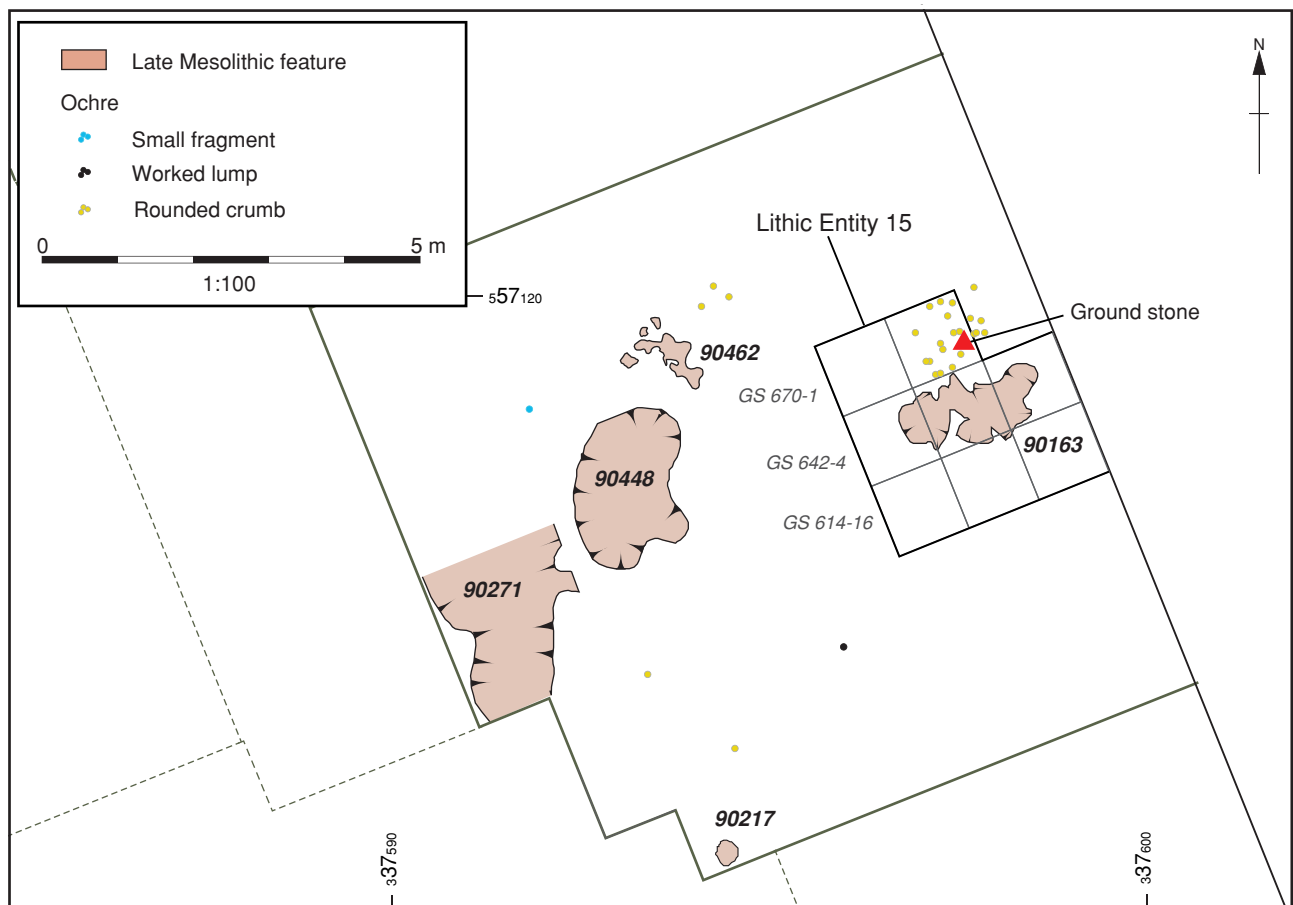 Late Mesolithic feature
Ochre
Small fragment
Worked lump
Rounded crumb
0 5 m
1:100
N
Lithic Entity 15
557120
Ground stone
90462
GS 670-1
90448
90163
GS 642-4
GS 614-16
90271
90217
337590
337600